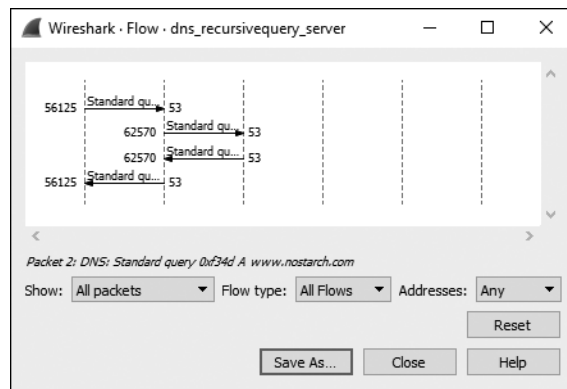 Wireshark · Flow · dns_recursivequery_server
56125 Standard qu... 53
62570 Standard qu... 53
62570 Standard qu... 53
56125 Standard qu... 53
Packet 2: DNS: Standard query 0xf34d A www.nostarch.com
Show: All packets Flow type: All Flows Addresses: Any
Reset
Save As... Close Help